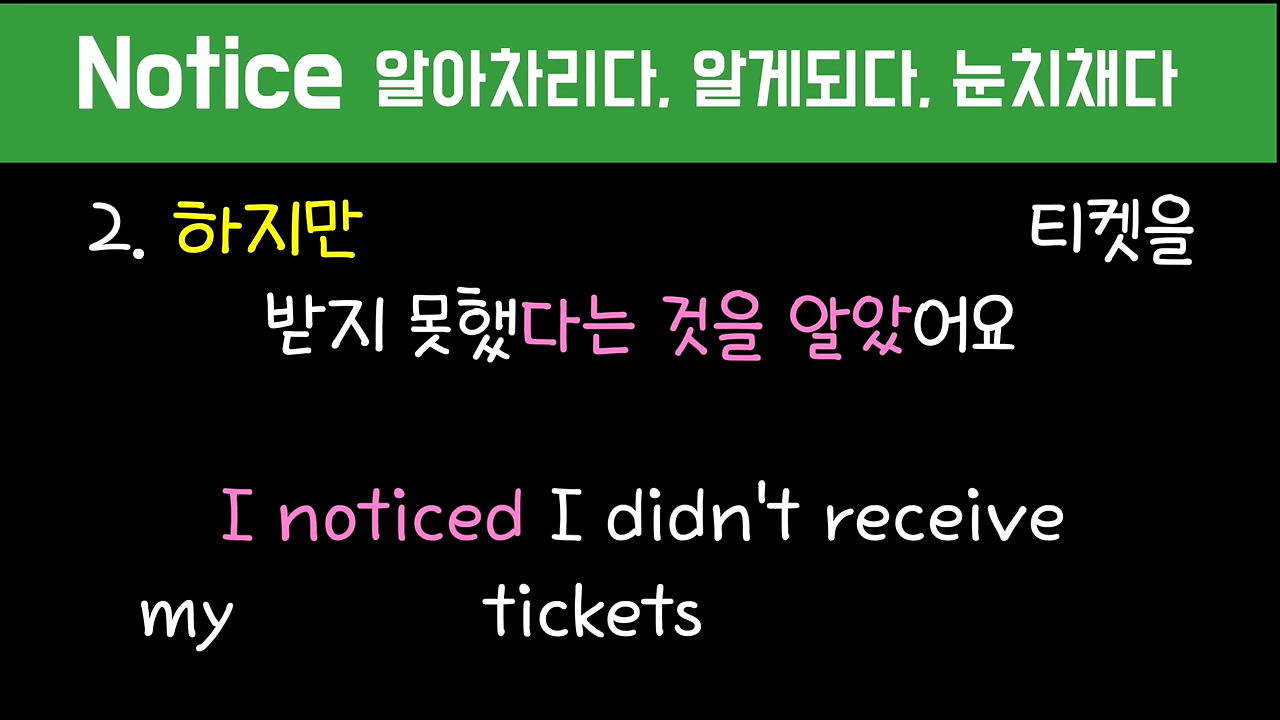 Notice 알아차리다, 알게되다, 눈치채다
2. 하지만 티켓을
받지 못했다는 것을 알았어요
I noticed I didn't receive
my tickets